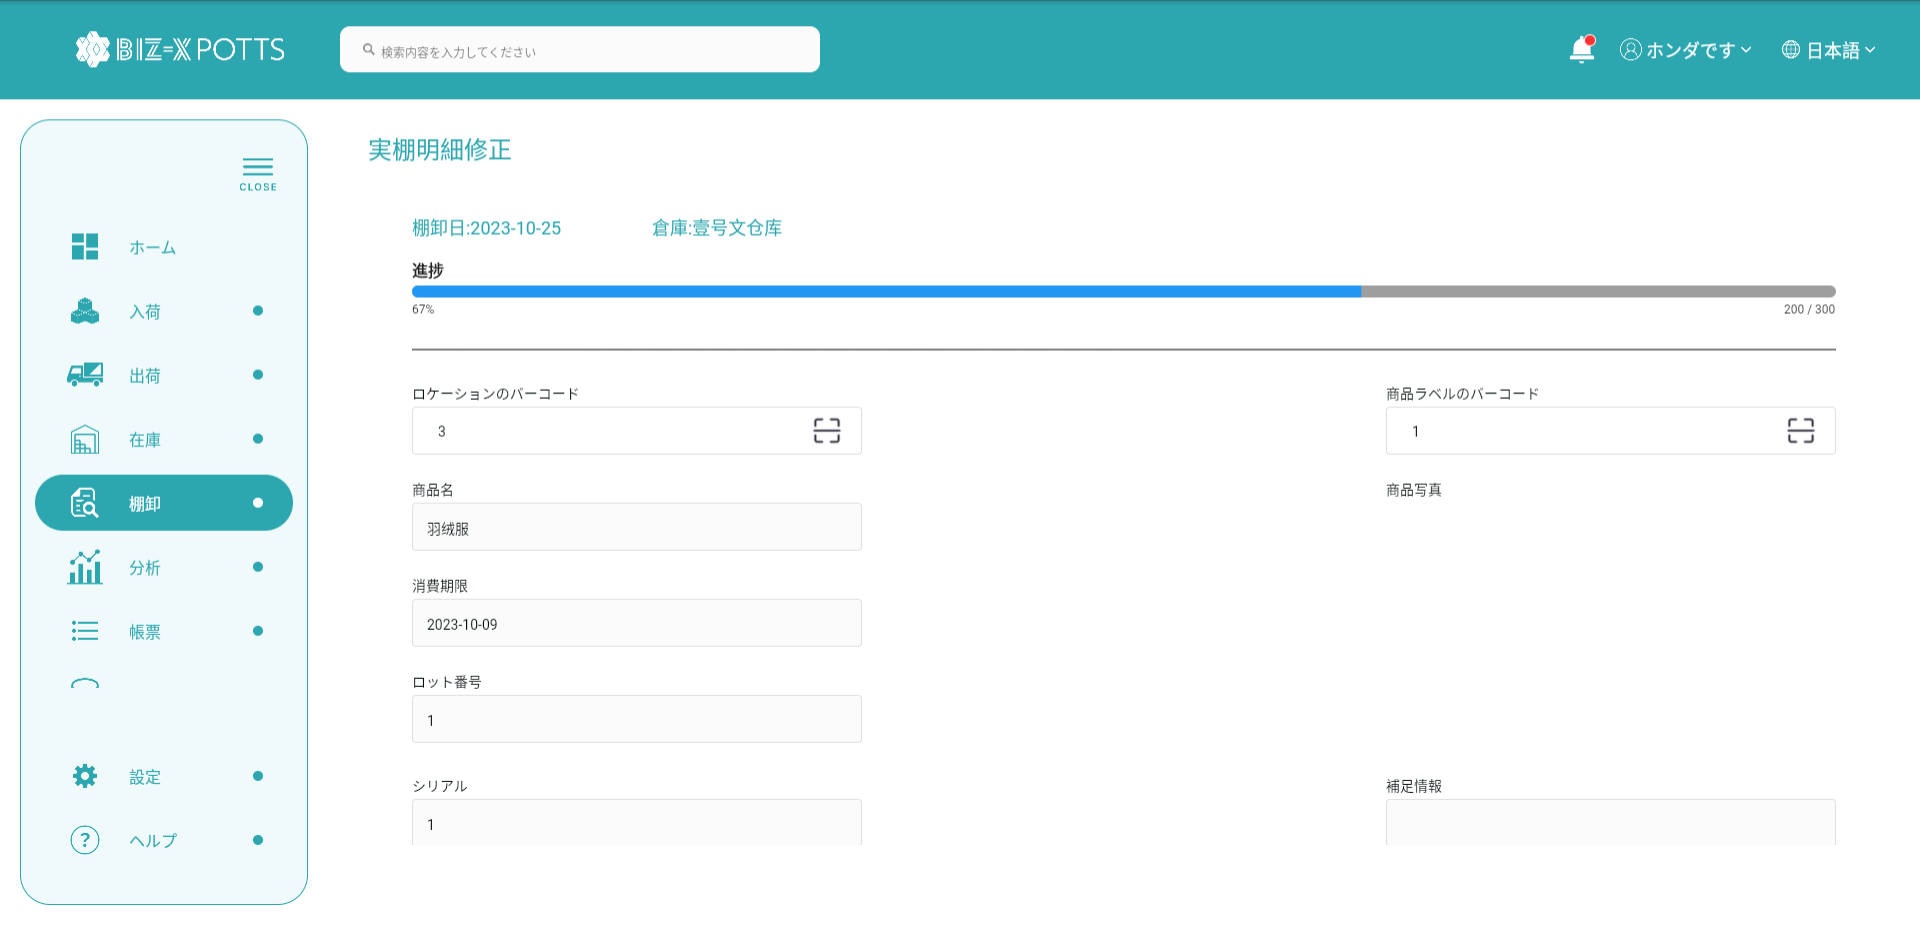 BIZ=X POTTS
検索内容を入力してください
ホンダです
日本語
CLOSE
ホーム
入荷
出荷
在庫
棚卸
分析
帳票
設定
ヘルプ
実棚明細修正
棚卸日:2023-10-25
倉庫:壹号文仓库
進捗
67%
200 / 300
ロケーションのバーコード
3
商品ラベルのバーコード
1
商品名
羽绒服
商品写真
消費期限
2023-10-09
ロット番号
1
シリアル
1
補足情報